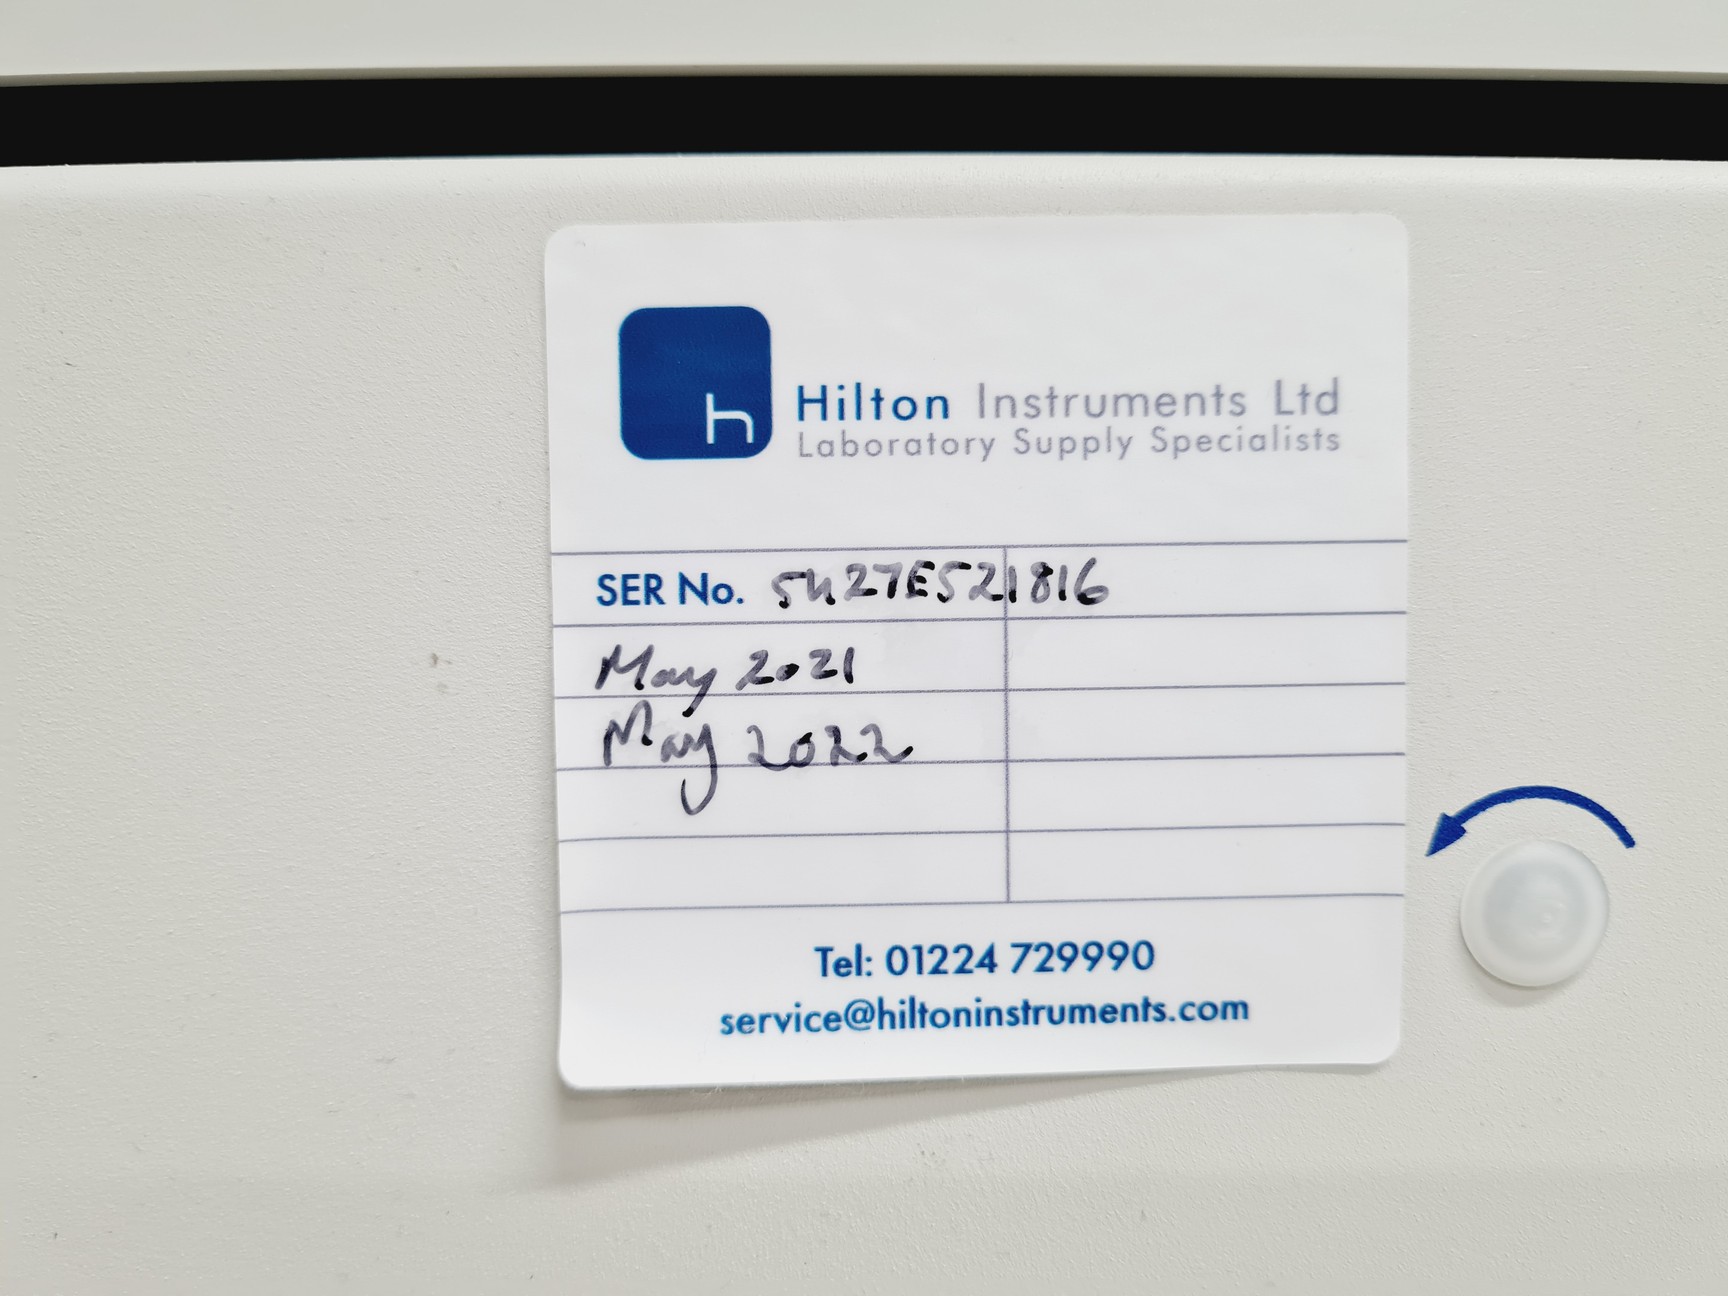 h
Hilton Instruments Ltd
Laboratory Supply Specialists
SER No. 5427E521816
May 2021
May 2022
Tel: 01224 729990
service@hiltoninstruments.com